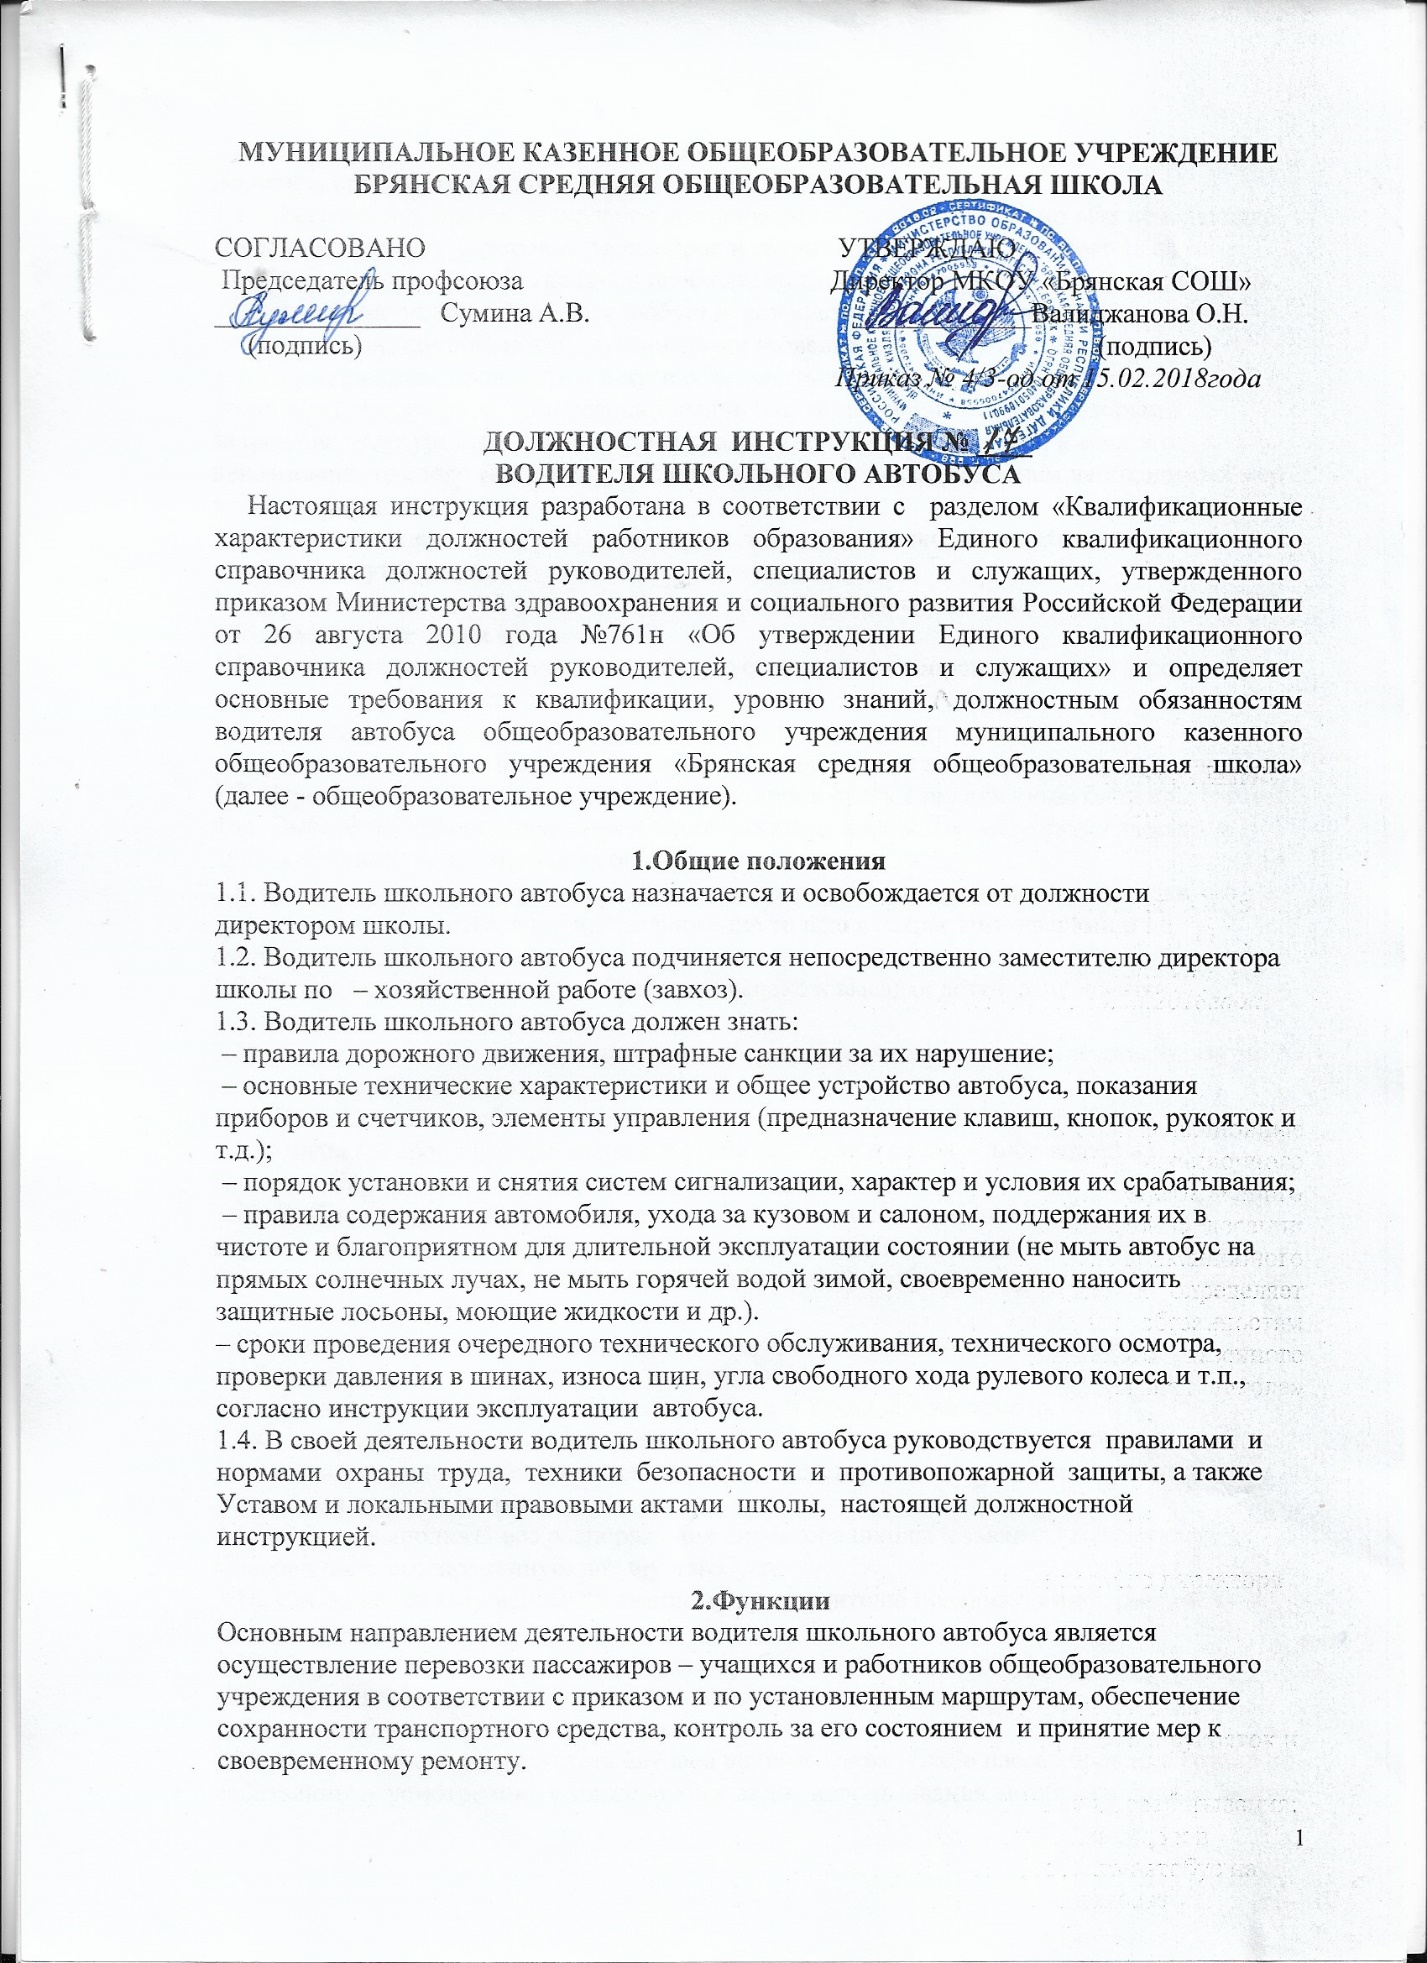 МУНИЦИПАЛЬНОЕ КАЗЕННОЕ ОБЩЕОБРАЗОВАТЕЛЬНОЕ УЧРЕЖДЕНИЕ
БРЯНСКАЯ СРЕДНЯЯ ОБЩЕОБРАЗОВАТЕЛЬНАЯ ШКОЛА
СОГЛАСОВАНО УТВЕРЖДАЮ
Председатель профсоюза Директор МКОУ «Брянская СОШ»
Сумина А.В. Валиджанова О.Н.
(подпись) (подпись)
Приказ № 4/3-од от 15.02.2018года
ДОЛЖНОСТНАЯ ИНСТРУКЦИЯ № 17
ВОДИТЕЛЯ ШКОЛЬНОГО АВТОБУСА
Настоящая инструкция разработана в соответствии с разделом «Квалификационные
характеристики должностей работников образования» Единого квалификационного
справочника должностей руководителей, специалистов и служащих, утвержденного
приказом Министерства здравоохранения и социального развития Российской Федерации
от 26 августа 2010 года №761н «Об утверждении Единого квалификационного
справочника должностей руководителей, специалистов и служащих» и определяет
основные требования к квалификации, уровню знаний, должностным обязанностям
водителя автобуса общеобразовательного учреждения муниципального казенного
общеобразовательного учреждения «Брянская средняя общеобразовательная школа»
(далее - общеобразовательное учреждение).
1.Общие положения
1.1. Водитель школьного автобуса назначается и освобождается от должности
директором школы.
1.2. Водитель школьного автобуса подчиняется непосредственно заместителю директора
школы по – хозяйственной работе (завхоз).
1.3. Водитель школьного автобуса должен знать:
– правила дорожного движения, штрафные санкции за их нарушение;
– основные технические характеристики и общее устройство автобуса, показания
приборов и счетчиков, элементы управления (предназначение клавиш, кнопок, рукояток и
т.д.);
– порядок установки и снятия систем сигнализации, характер и условия их срабатывания;
– правила содержания автомобиля, ухода за кузовом и салоном, поддержания их в
чистоте и благоприятном для длительной эксплуатации состоянии (не мыть автобус на
прямых солнечных лучах, не мыть горячей водой зимой, своевременно наносить
защитные лосьоны, моющие жидкости и др.).
– сроки проведения очередного технического обслуживания, технического осмотра,
проверки давления в шинах, износа шин, угла свободного хода рулевого колеса и т.п.,
согласно инструкции эксплуатации автобуса.
1.4. В своей деятельности водитель школьного автобуса руководствуется правилами и
нормами охраны труда, техники безопасности и противопожарной защиты, а также
Уставом и локальными правовыми актами школы, настоящей должностной
инструкцией.
2.Функции
Основным направлением деятельности водителя школьного автобуса является
осуществление перевозки пассажиров – учащихся и работников общеобразовательного
учреждения в соответствии с приказом и по установленным маршрутам, обеспечение
сохранности транспортного средства, контроль за его состоянием и принятие мер к
своевременному ремонту.
1